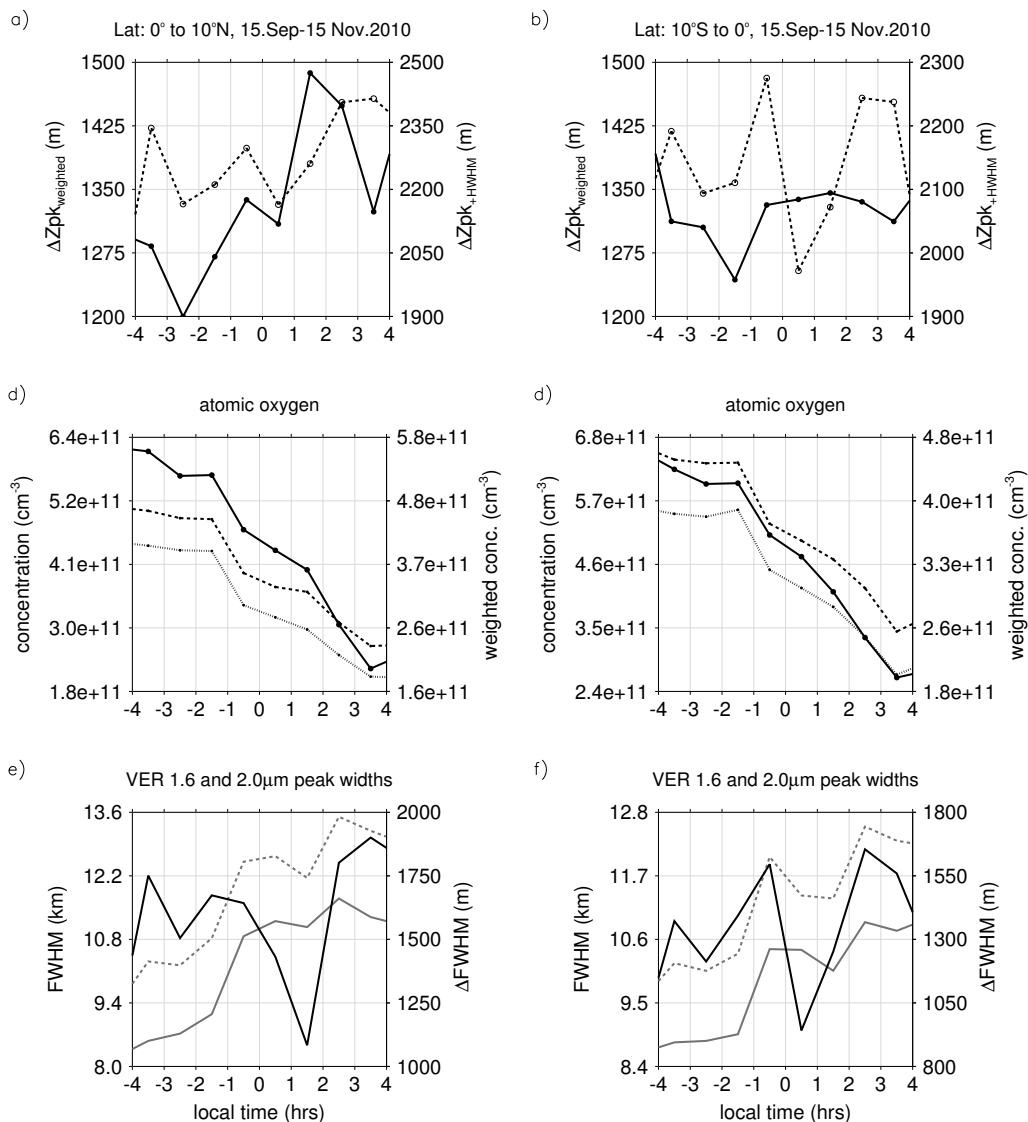 a)
Lat: 0° to 10°N, 15.Sep-15 Nov.2010
1500
1425
1350
1275
1200
ΔZpk_weighted (m)
2500
2350
2200
2050
1900
ΔZpk_+HWHM (m)
-4 -3 -2 -1 0 1 2 3 4
b)
Lat: 10°S to 0°, 15.Sep-15 Nov.2010
1500
1425
1350
1275
1200
ΔZpk_weighted (m)
2300
2200
2100
2000
1900
ΔZpk_+HWHM (m)
-4 -3 -2 -1 0 1 2 3 4
d)
atomic oxygen
6.4e+11
5.2e+11
4.1e+11
3.0e+11
1.8e+11
concentration (cm⁻³)
5.8e+11
4.8e+11
3.7e+11
2.6e+11
1.6e+11
weighted conc. (cm⁻³)
-4 -3 -2 -1 0 1 2 3 4
d)
atomic oxygen
6.8e+11
5.7e+11
4.6e+11
3.5e+11
2.4e+11
concentration (cm⁻³)
4.8e+11
4.0e+11
3.3e+11
2.6e+11
1.8e+11
weighted conc. (cm⁻³)
-4 -3 -2 -1 0 1 2 3 4
e)
VER 1.6 and 2.0μm peak widths
13.6
12.2
10.8
9.4
8.0
FWHM (km)
2000
1750
1500
1250
1000
ΔFWHM (m)
-4 -3 -2 -1 0 1 2 3 4
local time (hrs)
f)
VER 1.6 and 2.0μm peak widths
12.8
11.7
10.6
9.5
8.4
FWHM (km)
1800
1550
1300
1050
800
ΔFWHM (m)
-4 -3 -2 -1 0 1 2 3 4
local time (hrs)